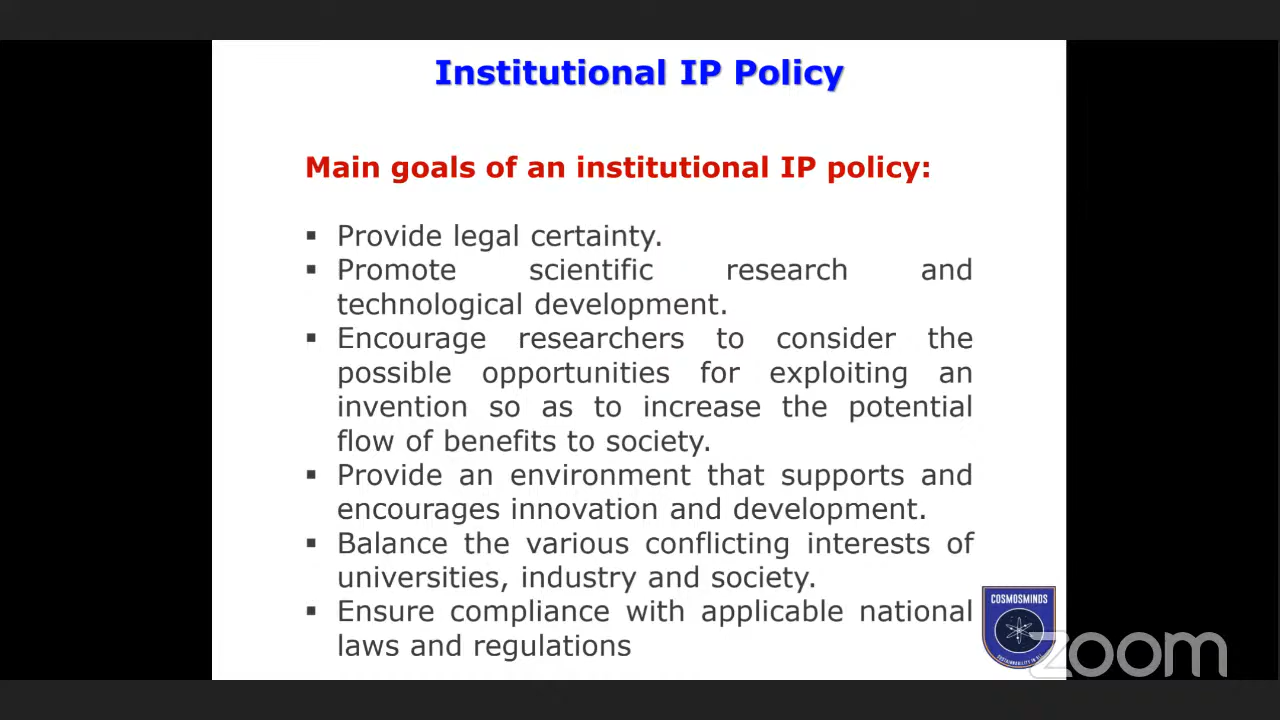 Institutional IP Policy
Main goals of an institutional IP policy:
▪ Provide legal certainty.
▪ Promote scientific research and
technological development.
▪ Encourage researchers to consider the
possible opportunities for exploiting an
invention so as to increase the potential
flow of benefits to society.
▪ Provide an environment that supports and
encourages innovation and development.
▪ Balance the various conflicting interests of
universities, industry and society.
▪ Ensure compliance with applicable national
laws and regulations
COSMOSMINDS
zoom